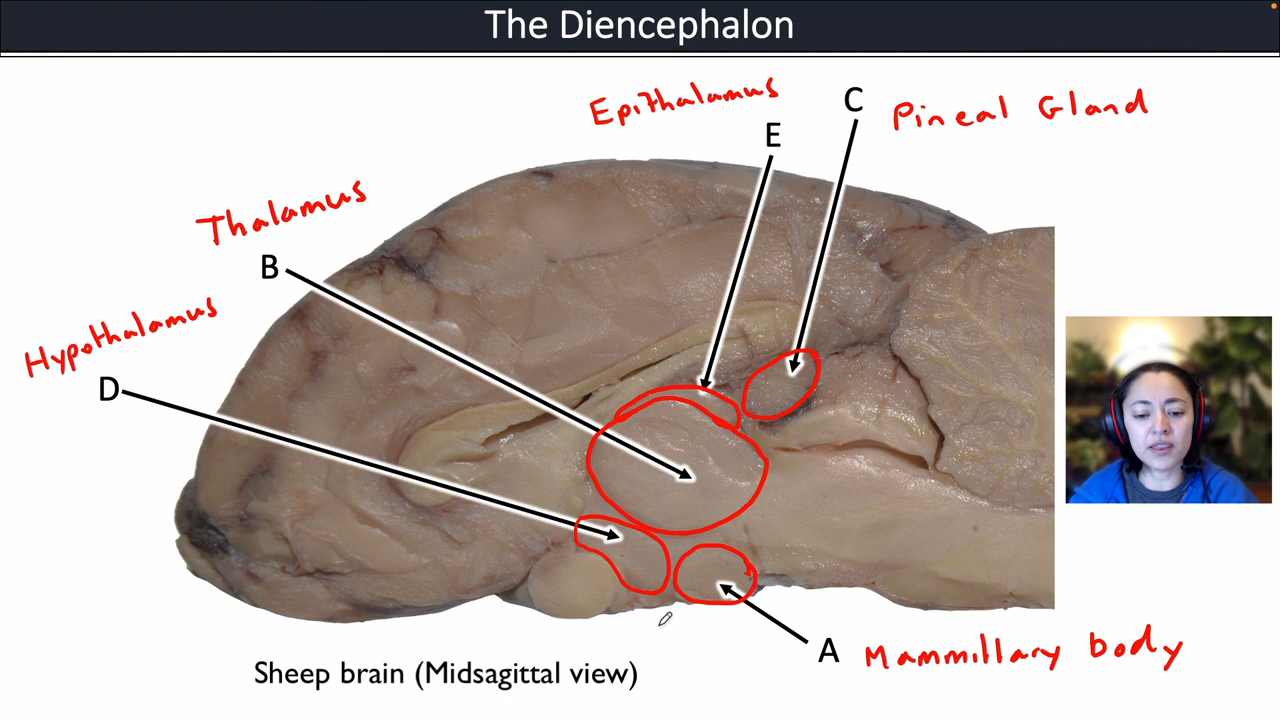 The Diencephalon
Epithalamus
C
Pineal Gland
E
Thalamus
B
Hypothalamus
D
A
Mammillary body
Sheep brain (Midsagittal view)